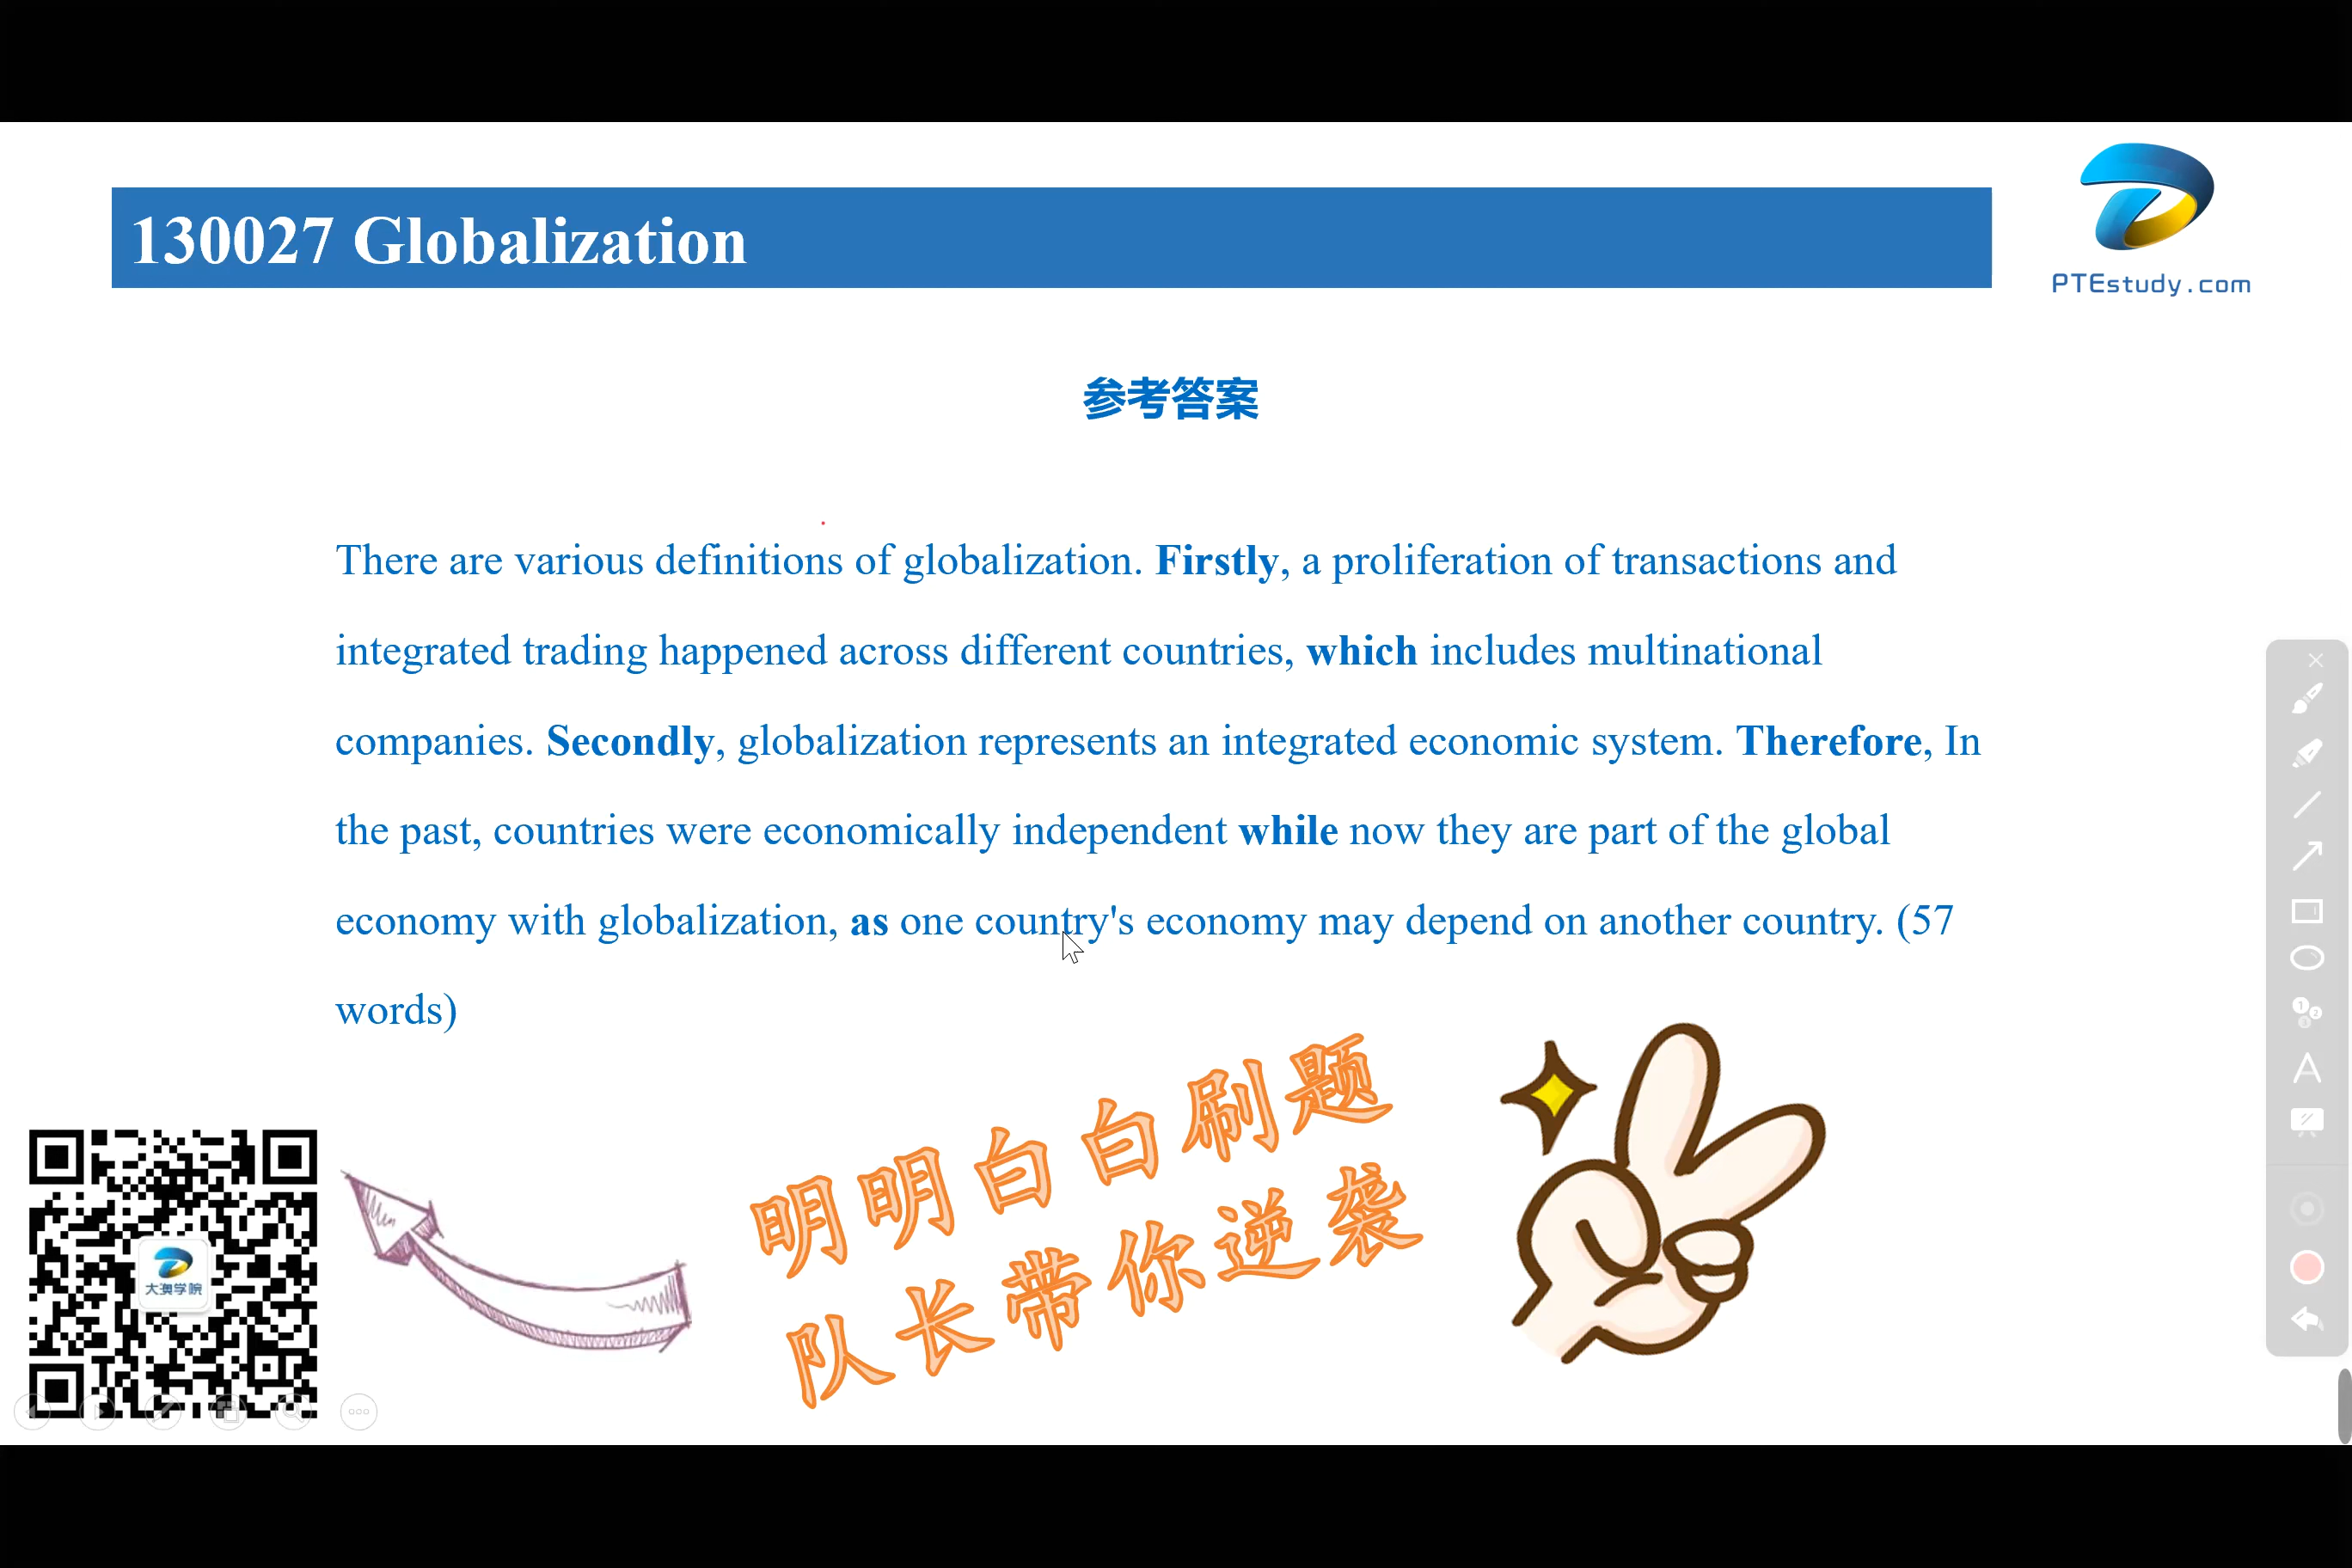 130027 Globalization
PTEstudy.com
参考答案
There are various definitions of globalization. Firstly, a proliferation of transactions and
integrated trading happened across different countries, which includes multinational
companies. Secondly, globalization represents an integrated economic system. Therefore, In
the past, countries were economically independent while now they are part of the global
economy with globalization, as one country's economy may depend on another country. (57
words)
明明白白刷题
队长带你逆袭
大澳学院